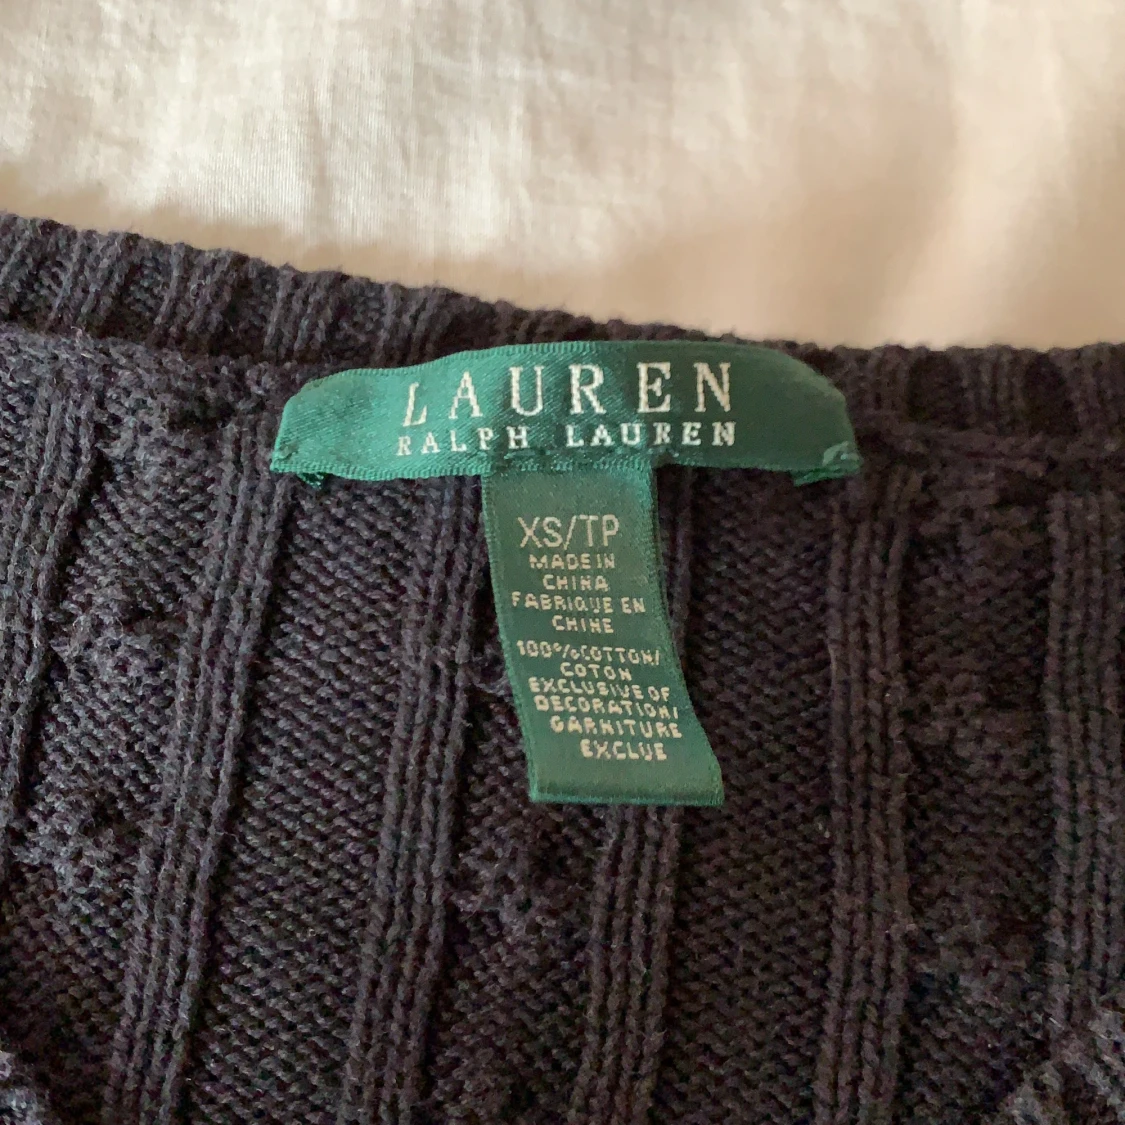 LAUREN
RALPH LAUREN
XS/TP
MADE IN
CHINA
FABRIQUE EN
CHINE
100%COTTON/
COTON
EXCLUSIVE OF
DECORATION/
GARNITURE
EXCLUE